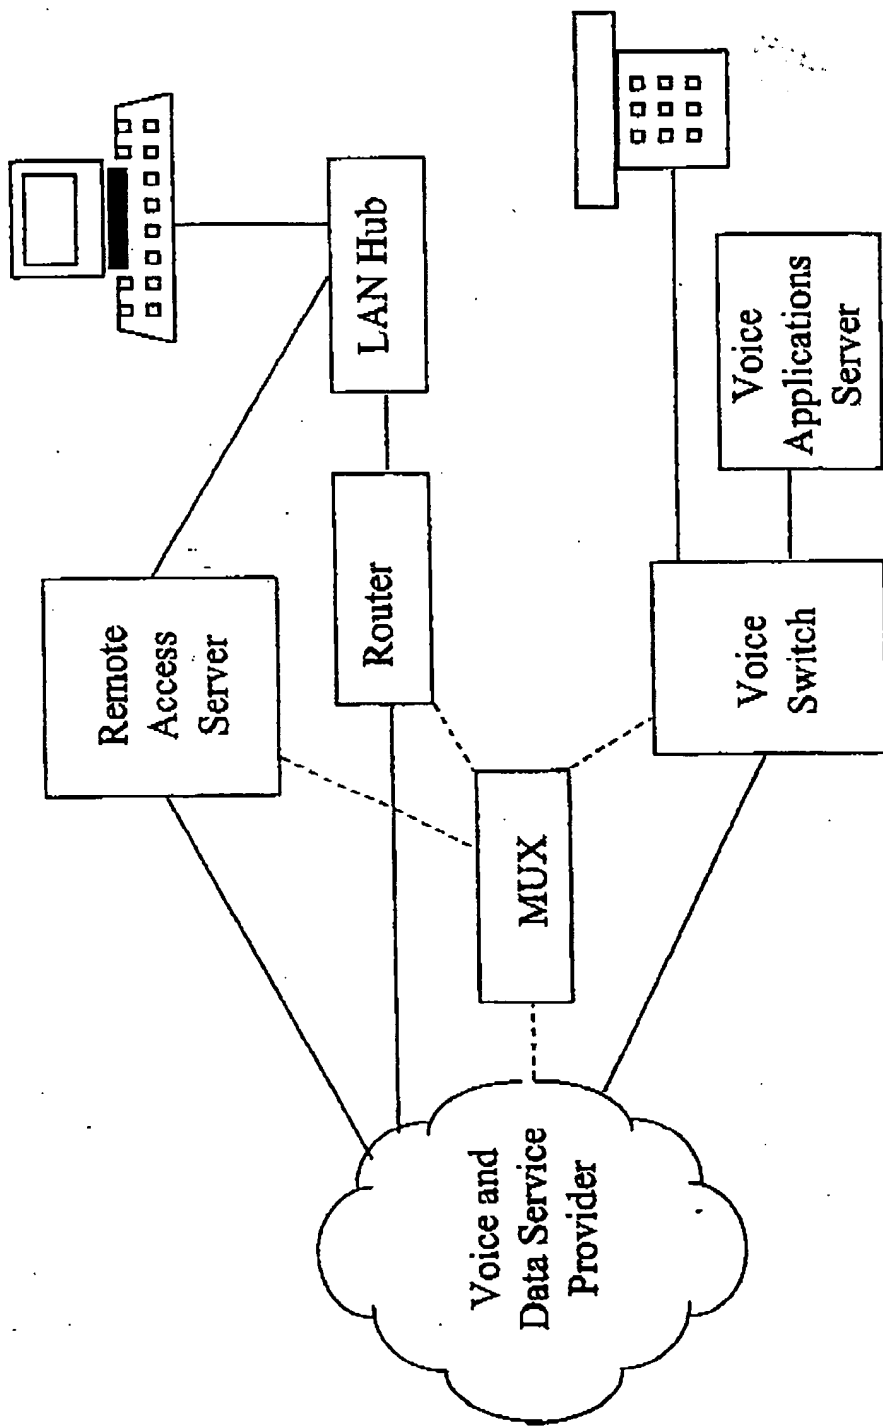 Voice and
Data Service
Provider
Remote
Access
Server
Router
LAN Hub
MUX
Voice
Switch
Voice
Applications
Server